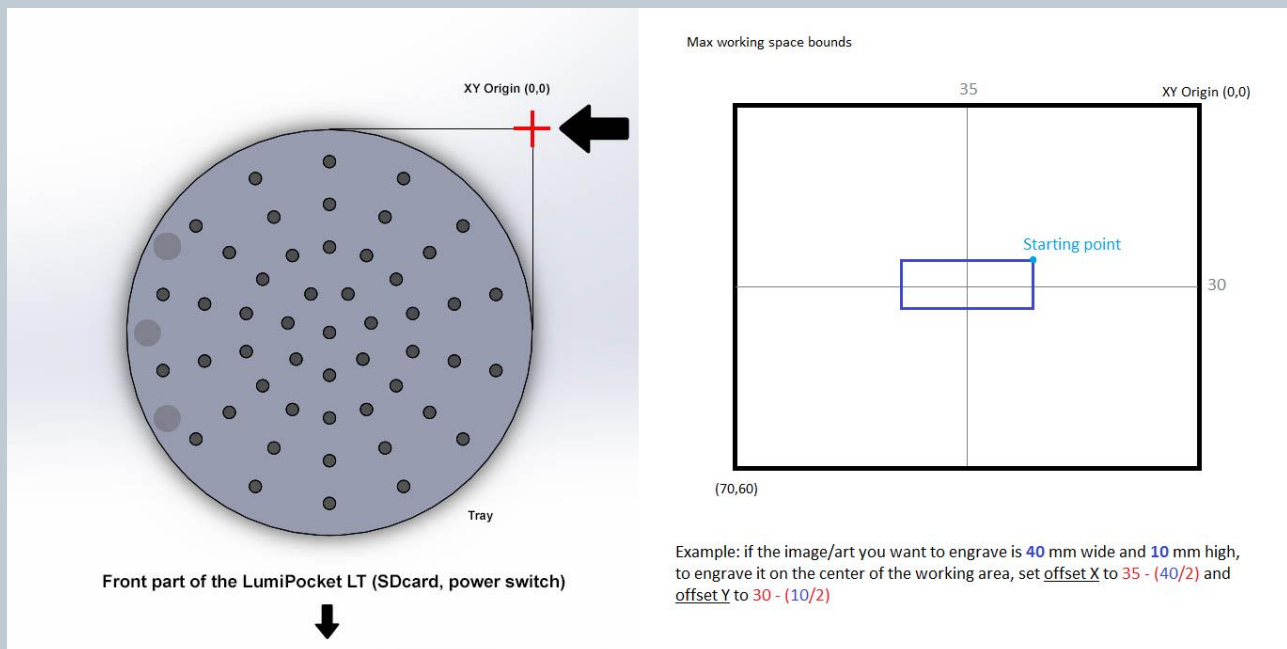 XY Origin (0,0)
Tray
Front part of the LumiPocket LT (SDcard, power switch)
Max working space bounds
35
XY Origin (0,0)
Starting point
30
(70,60)
Example: if the image/art you want to engrave is 40 mm wide and 10 mm high,
to engrave it on the center of the working area, set offset X to 35 - (40/2) and
offset Y to 30 - (10/2)